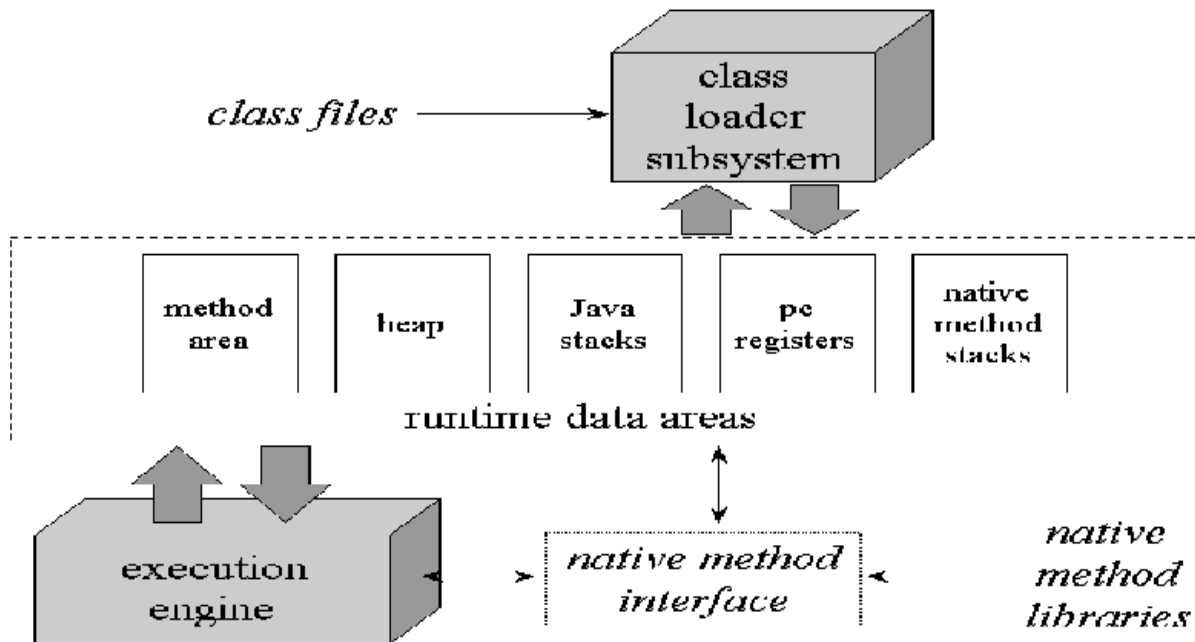 class
loader
subsystem
class files
method
area
heap
Java
stacks
pc
registers
native
method
stacks
runtime data areas
execution
engine
native method
interface
native
method
libraries